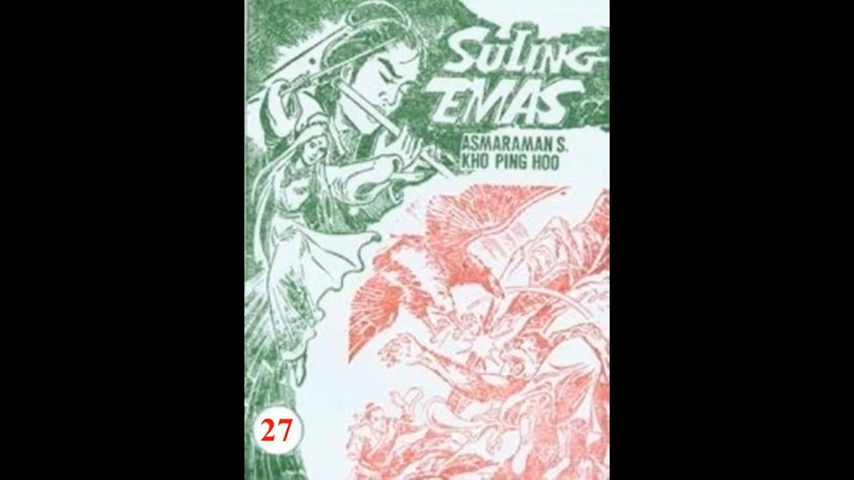 SULING
EMAS
ASMARAMAN S.
KHO PING HOO
27